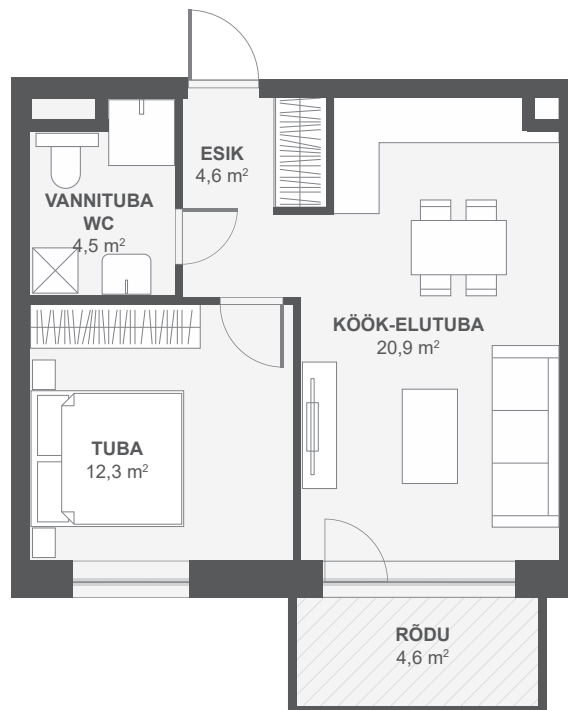 ESIK
4,6 m²
VANNITUBA
WC
4,5 m²
KÖÖK-ELUTUBA
20,9 m²
TUBA
12,3 m²
RÕDU
4,6 m²